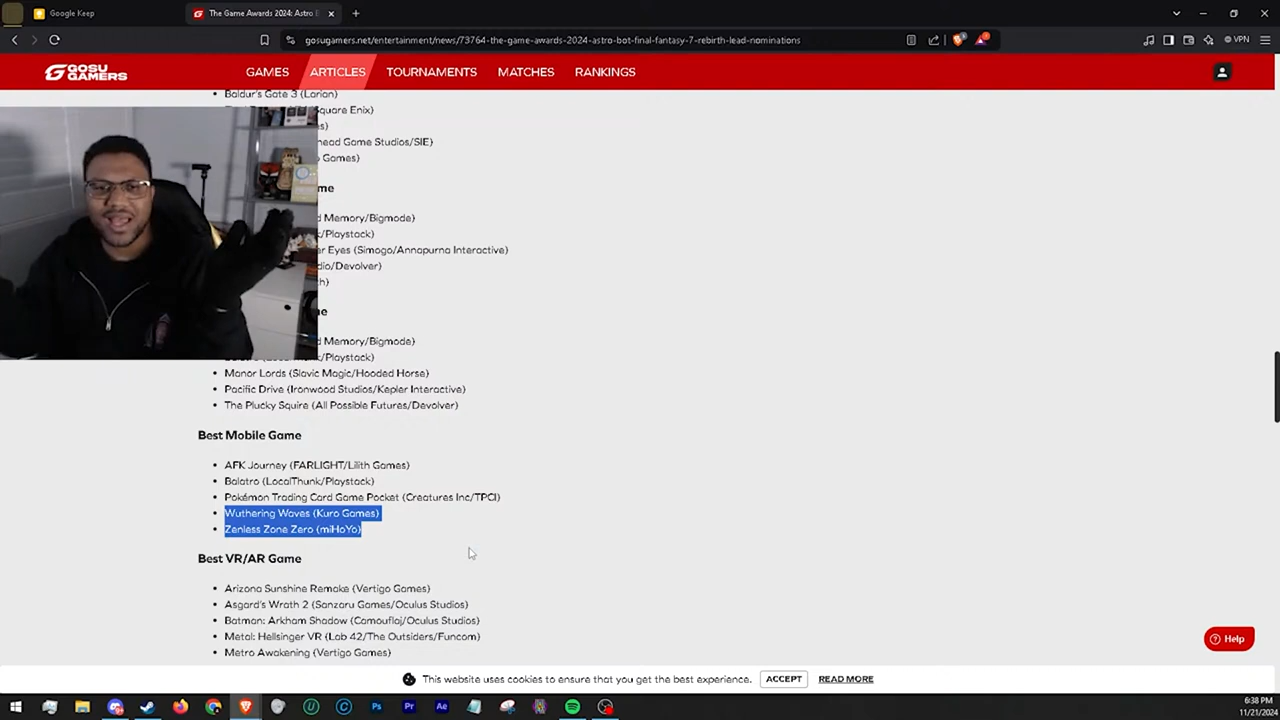 Google Keep
The Game Awards 2024: Astro B
gosugamers.net/entertainment/news/73764-the-game-awards-2024-astro-bot-final-fantasy-7-rebirth-lead-nominations
VPN
GOSU
GAMERS
GAMES
ARTICLES
TOURNAMENTS
MATCHES
RANKINGS
Baldur's Gate 3 (Larian)
Square Enix)
head Game Studios/SIE)
Games)
me
d Memory/Bigmode)
k/Playstack)
er Eyes (Simogo/Annapurna Interactive)
dio/Devolver)
me
d Memory/Bigmode)
k/Playstack)
Manor Lords (Slavic Magic/Hooded Horse)
Pacific Drive (Ironwood Studios/Kepler Interactive)
The Plucky Squire (All Possible Futures/Devolver)
Best Mobile Game
AFK Journey (FARLIGHT/Lilith Games)
Balatro (LocalThunk/Playstack)
Pokémon Trading Card Game Pocket (Creatures Inc/TPCI)
Wuthering Waves (Kuro Games)
Zenless Zone Zero (miHoYo)
Best VR/AR Game
Arizona Sunshine Remake (Vertigo Games)
Asgard's Wrath 2 (Sanzaru Games/Oculus Studios)
Batman: Arkham Shadow (Camouflaj/Oculus Studios)
Metal: Hellsinger VR (Lab 42/The Outsiders/Funcom)
Metro Awakening (Vertigo Games)
Help
This website uses cookies to ensure that you get the best experience.
ACCEPT
READ MORE
Ps
Pr
Ae
6:38 PM
11/21/2024